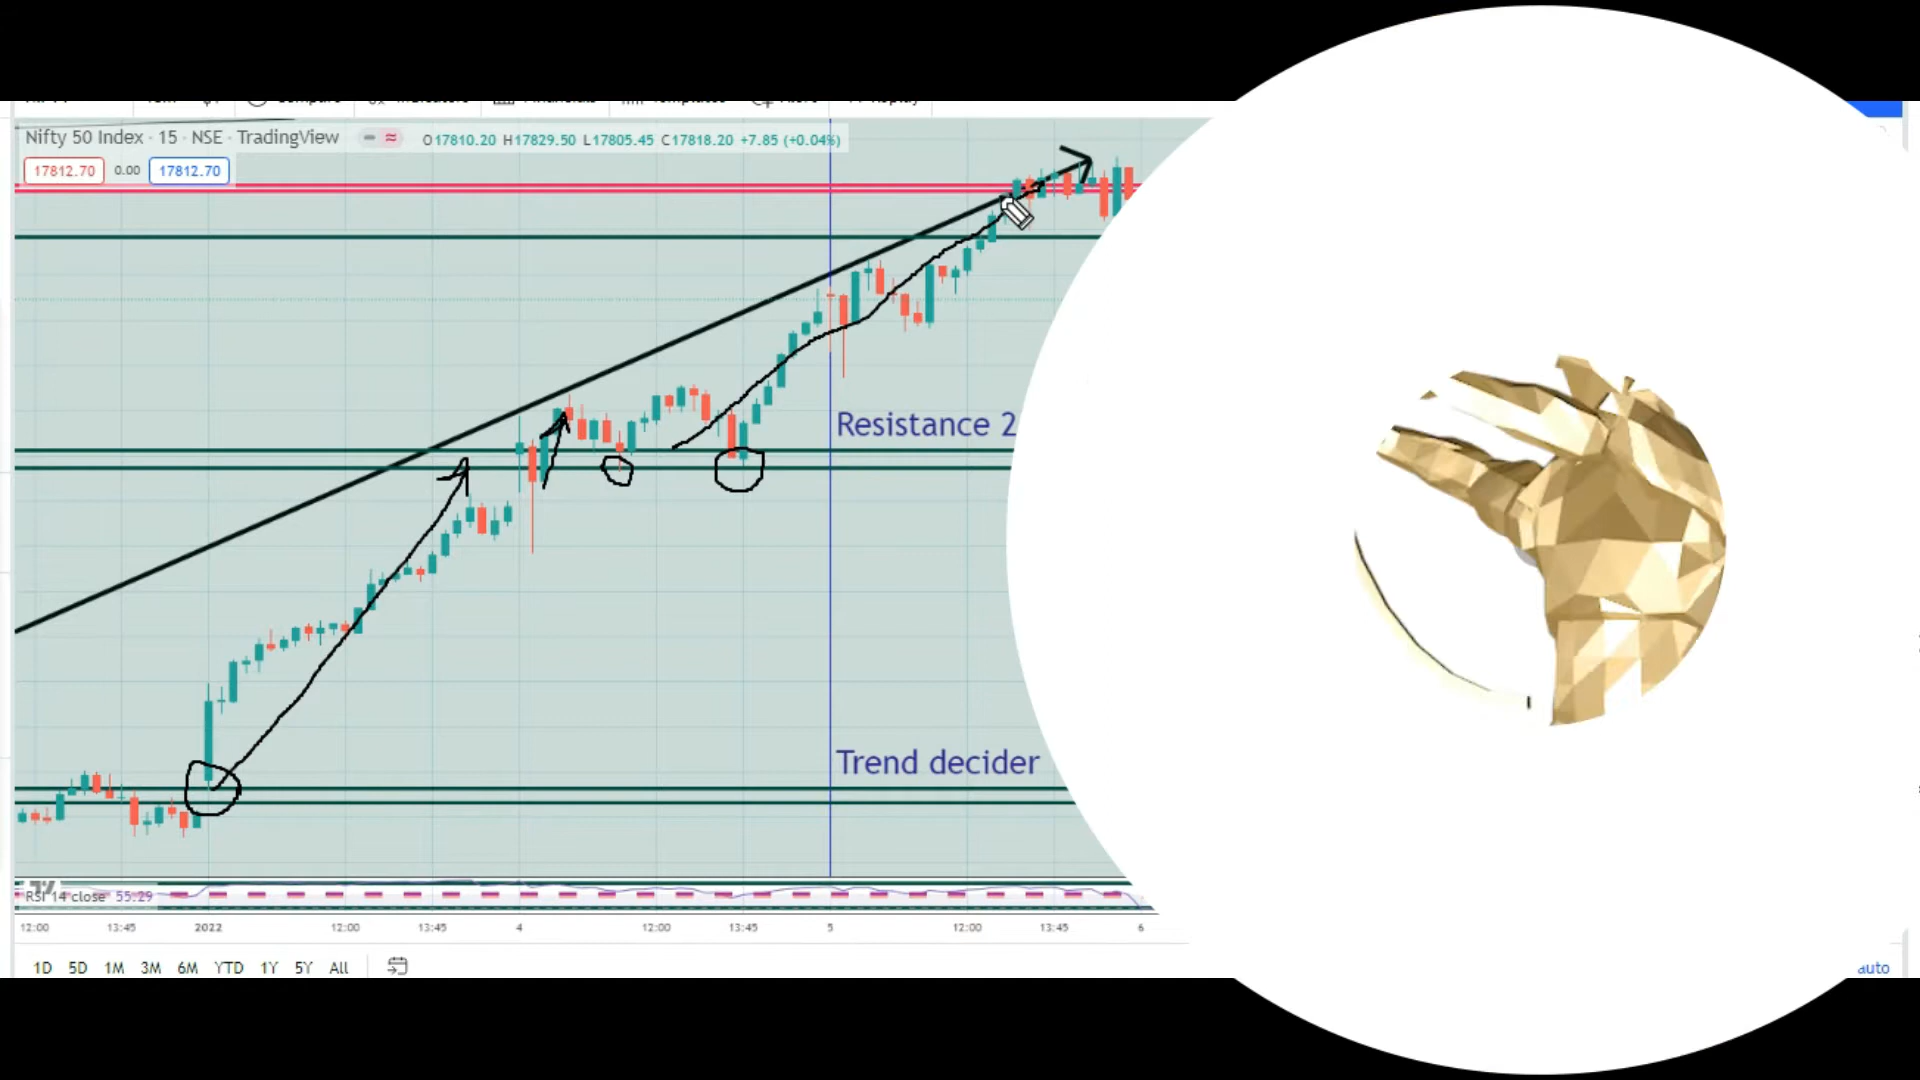 Nifty 50 Index · 15 · NSE · TradingView
O17810.20 H17829.50 L17805.45 C17818.20 +7.85 (+0.04%)
17812.70 0.00 17812.70
Resistance 2
Trend decider
RSI 14 close 55.29
12:00 13:45 2022 12:00 13:45 4 12:00 13:45 5 12:00 13:45 6
1D 5D 1M 3M 6M YTD 1Y 5Y All
auto